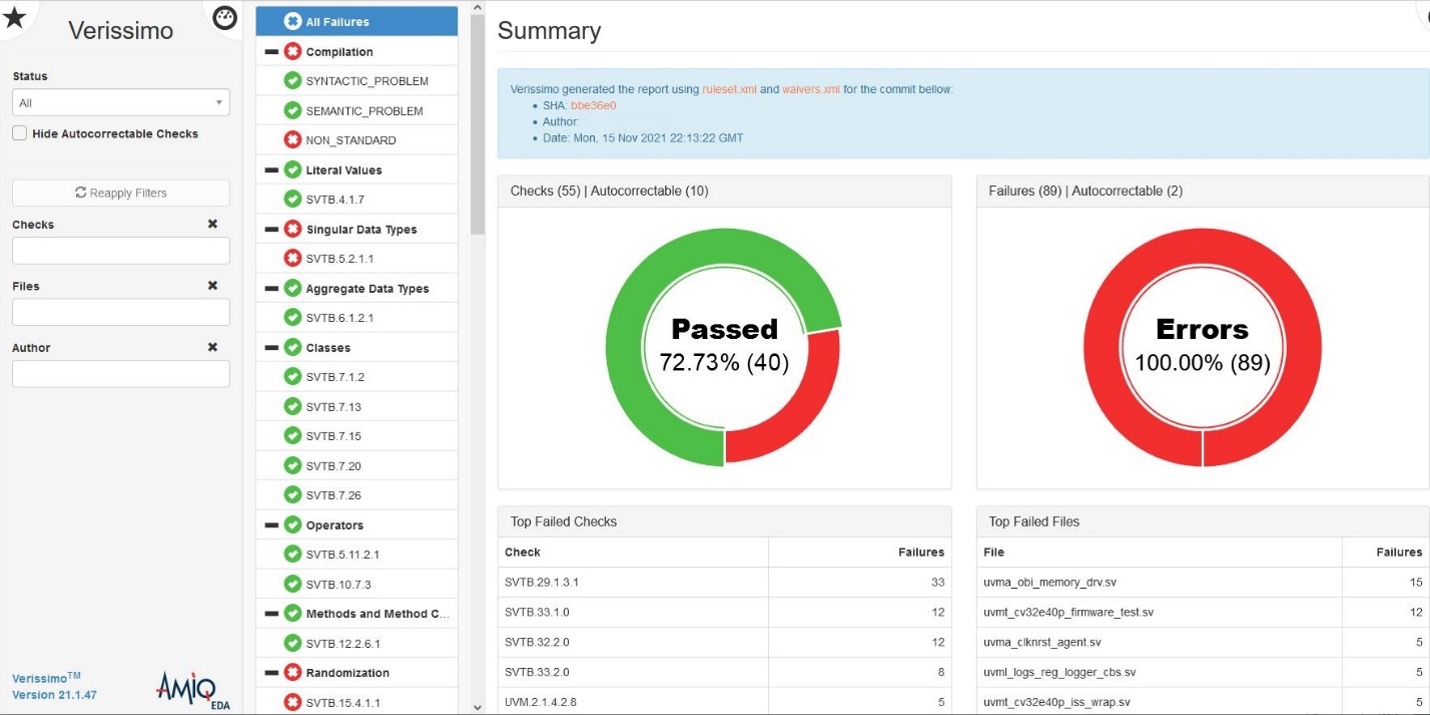 Verissimo
Status
All
Hide Autocorrectable Checks
Reapply Filters
Checks
Files
Author
Verissimo™
Version 21.1.47
AMIQ
EDA
All Failures
Compilation
SYNTACTIC_PROBLEM
SEMANTIC_PROBLEM
NON_STANDARD
Literal Values
SVTB.4.1.7
Singular Data Types
SVTB.5.2.1.1
Aggregate Data Types
SVTB.6.1.2.1
Classes
SVTB.7.1.2
SVTB.7.13
SVTB.7.15
SVTB.7.20
SVTB.7.26
Operators
SVTB.5.11.2.1
SVTB.10.7.3
Methods and Method C...
SVTB.12.2.6.1
Randomization
SVTB.15.4.1.1
Summary
Verissimo generated the report using ruleset.xml and waivers.xml for the commit bellow:
• SHA: bbe36e0
• Author:
• Date: Mon, 15 Nov 2021 22:13:22 GMT
Checks (55) | Autocorrectable (10)
Passed
72.73% (40)
Failures (89) | Autocorrectable (2)
Errors
100.00% (89)
Top Failed Checks
Check Failures
SVTB.29.1.3.1 33
SVTB.33.1.0 12
SVTB.32.2.0 12
SVTB.33.2.0 8
UVM.2.1.4.2.8 5
Top Failed Files
File Failures
uvma_obi_memory_drv.sv 15
uvmt_cv32e40p_firmware_test.sv 12
uvma_clknrst_agent.sv 5
uvml_logs_reg_logger_cbs.sv 5
uvmt_cv32e40p_iss_wrap.sv 5